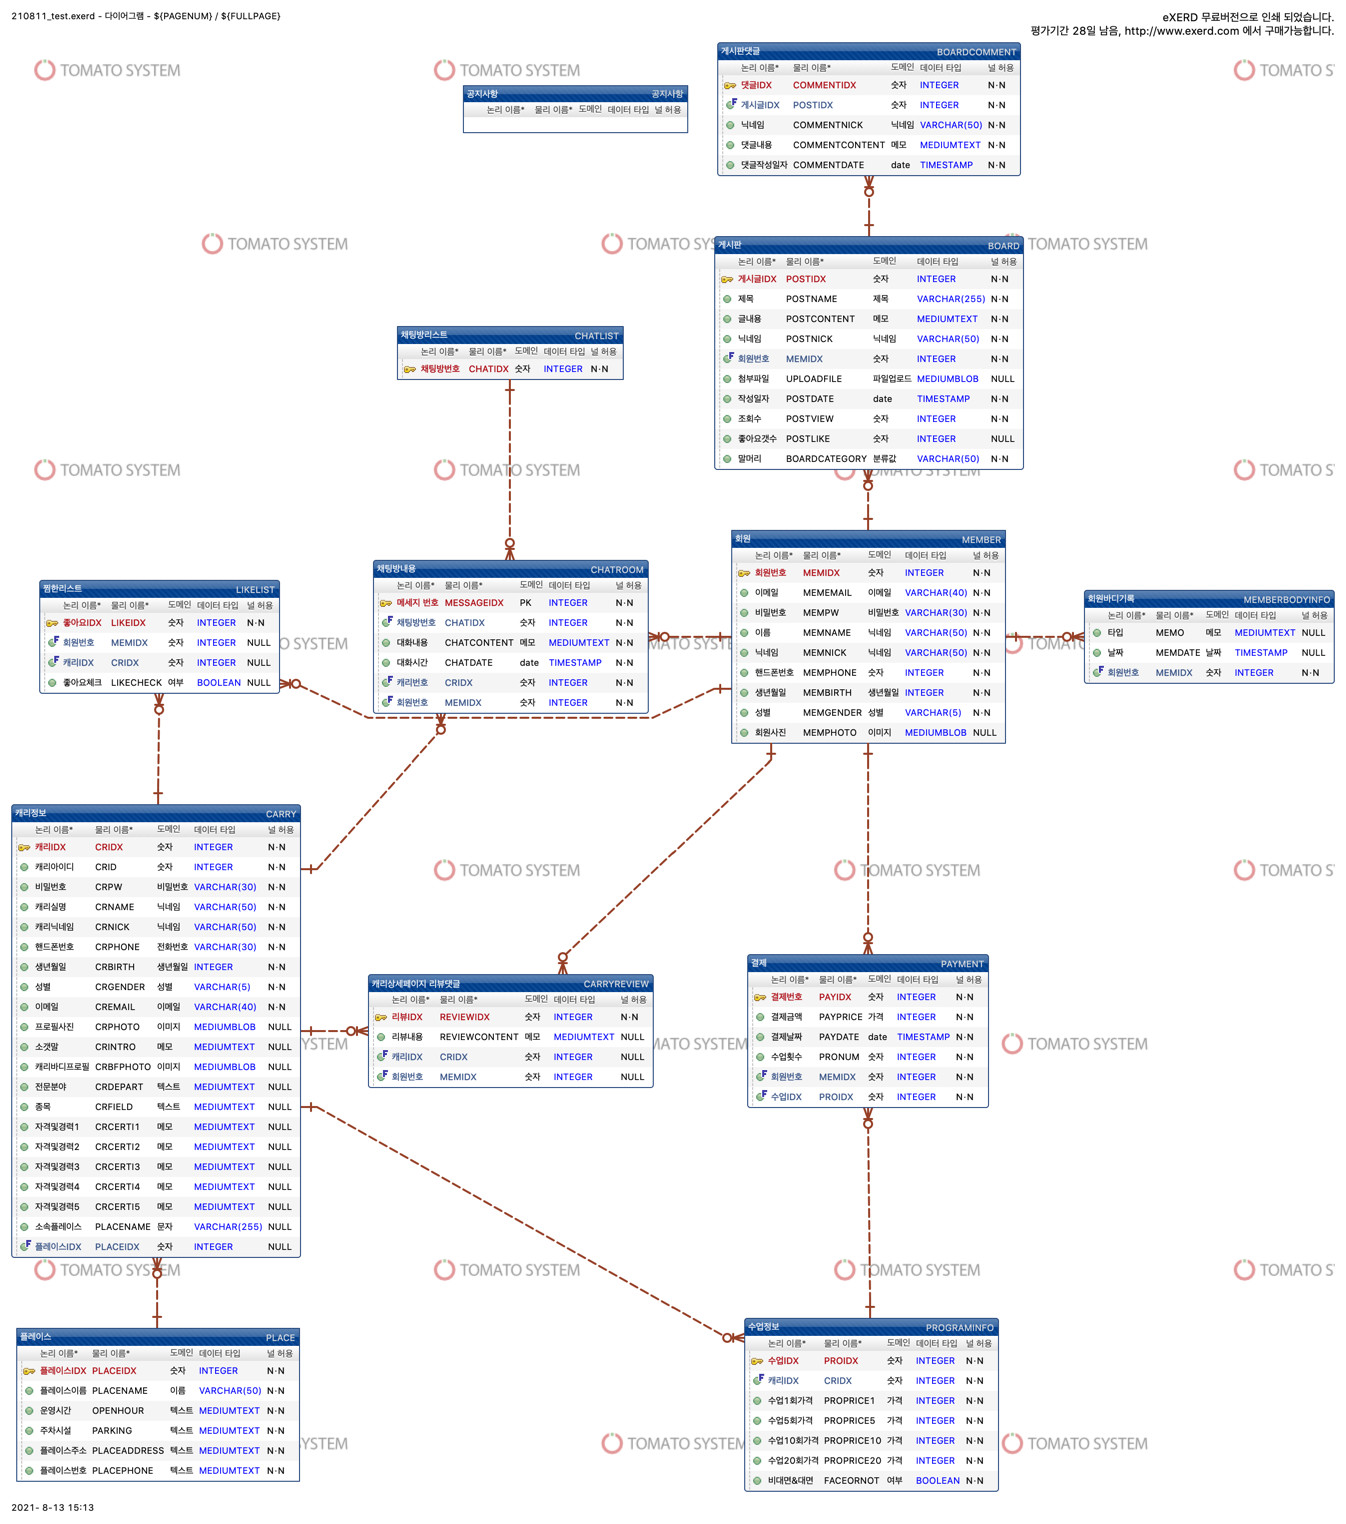 210811_test.exerd - 다이어그램 - ${PAGENUM} / ${FULLPAGE}
eXERD 무료버전으로 인쇄 되었습니다.
평가기간 28일 남음, http://www.exerd.com 에서 구매가능합니다.
TOMATO SYSTEM
TOMATO SYSTEM
TOMATO S
공지사항 공지사항
논리 이름* 물리 이름* 도메인 데이터 타입 널 허용
게시판댓글 BOARDCOMMENT
논리 이름* 물리 이름* 도메인 데이터 타입 널 허용
댓글IDX COMMENTIDX 숫자 INTEGER N-N
게시글IDX POSTIDX 숫자 INTEGER N-N
닉네임 COMMENTNICK 닉네임 VARCHAR(50) N-N
댓글내용 COMMENTCONTENT 메모 MEDIUMTEXT N-N
댓글작성일자 COMMENTDATE date TIMESTAMP N-N
TOMATO SYSTEM
TOMATO SYSTEM
게시판 BOARD
논리 이름* 물리 이름* 도메인 데이터 타입 널 허용
게시글IDX POSTIDX 숫자 INTEGER N-N
제목 POSTNAME 제목 VARCHAR(255) N-N
글내용 POSTCONTENT 메모 MEDIUMTEXT N-N
닉네임 POSTNICK 닉네임 VARCHAR(50) N-N
회원번호 MEMIDX 숫자 INTEGER N-N
첨부파일 UPLOADFILE 파일업로드 MEDIUMBLOB NULL
작성일자 POSTDATE date TIMESTAMP N-N
조회수 POSTVIEW 숫자 INTEGER N-N
좋아요갯수 POSTLIKE 숫자 INTEGER NULL
말머리 BOARDCATEGORY 분류값 VARCHAR(50) N-N
채팅방리스트 CHATLIST
논리 이름* 물리 이름* 도메인 데이터 타입 널 허용
채팅방번호 CHATIDX 숫자 INTEGER N-N
TOMATO SYSTEM
TOMATO SYSTEM
TOMATO SYSTEM
TOMATO S
찜한리스트 LIKELIST
논리 이름* 물리 이름* 도메인 데이터 타입 널 허용
좋아요IDX LIKEIDX 숫자 INTEGER N-N
회원번호 MEMIDX 숫자 INTEGER NULL
캐리IDX CRIDX 숫자 INTEGER NULL
좋아요체크 LIKECHECK 여부 BOOLEAN NULL
채팅방내용 CHATROOM
논리 이름* 물리 이름* 도메인 데이터 타입 널 허용
메세지 번호 MESSAGEIDX PK INTEGER N-N
채팅방번호 CHATIDX 숫자 INTEGER N-N
대화내용 CHATCONTENT 메모 MEDIUMTEXT N-N
대화시간 CHATDATE date TIMESTAMP N-N
캐리번호 CRIDX 숫자 INTEGER N-N
회원번호 MEMIDX 숫자 INTEGER N-N
회원 MEMBER
논리 이름* 물리 이름* 도메인 데이터 타입 널 허용
회원번호 MEMIDX 숫자 INTEGER N-N
이메일 MEMEMAIL 이메일 VARCHAR(40) N-N
비밀번호 MEMPW 비밀번호 VARCHAR(30) N-N
이름 MEMNAME 닉네임 VARCHAR(50) N-N
닉네임 MEMNICK 닉네임 VARCHAR(50) N-N
핸드폰번호 MEMPHONE 숫자 INTEGER N-N
생년월일 MEMBIRTH 생년월일 INTEGER N-N
성별 MEMGENDER 성별 VARCHAR(5) N-N
회원사진 MEMPHOTO 이미지 MEDIUMBLOB NULL
회원바디기록 MEMBERBODYINFO
논리 이름* 물리 이름* 도메인 데이터 타입 널 허용
타입 MEMO 메모 MEDIUMTEXT NULL
날짜 MEMDATE 날짜 TIMESTAMP NULL
회원번호 MEMIDX 숫자 INTEGER N-N
O SYSTEM
MATO SYSTEM
TOMATO SYSTEM
캐리정보 CARRY
논리 이름* 물리 이름* 도메인 데이터 타입 널 허용
캐리IDX CRIDX 숫자 INTEGER N-N
캐리아이디 CRID 숫자 INTEGER N-N
비밀번호 CRPW 비밀번호 VARCHAR(30) N-N
캐리실명 CRNAME 닉네임 VARCHAR(50) N-N
캐리닉네임 CRNICK 닉네임 VARCHAR(50) N-N
핸드폰번호 CRPHONE 전화번호 VARCHAR(30) N-N
생년월일 CRBIRTH 생년월일 INTEGER N-N
성별 CRGENDER 성별 VARCHAR(5) N-N
이메일 CREMAIL 이메일 VARCHAR(40) N-N
프로필사진 CRPHOTO 이미지 MEDIUMBLOB NULL
소갯말 CRINTRO 메모 MEDIUMTEXT NULL
캐리바디프로필 CRBFPHOTO 이미지 MEDIUMBLOB NULL
전문분야 CRDEPART 텍스트 MEDIUMTEXT NULL
종목 CRFIELD 텍스트 MEDIUMTEXT NULL
자격및경력1 CRCERTI1 메모 MEDIUMTEXT NULL
자격및경력2 CRCERTI2 메모 MEDIUMTEXT NULL
자격및경력3 CRCERTI3 메모 MEDIUMTEXT NULL
자격및경력4 CRCERTI4 메모 MEDIUMTEXT NULL
자격및경력5 CRCERTI5 메모 MEDIUMTEXT NULL
소속플레이스 PLACENAME 문자 VARCHAR(255) NULL
플레이스IDX PLACEIDX 숫자 INTEGER NULL
TOMATO SYSTEM
TOMATO SYSTEM
TOMATO S
캐리상세페이지 리뷰댓글 CARRYREVIEW
논리 이름* 물리 이름* 도메인 데이터 타입 널 허용
리뷰IDX REVIEWIDX 숫자 INTEGER N-N
리뷰내용 REVIEWCONTENT 메모 MEDIUMTEXT NULL
캐리IDX CRIDX 숫자 INTEGER NULL
회원번호 MEMIDX 숫자 INTEGER NULL
결제 PAYMENT
논리 이름* 물리 이름* 도메인 데이터 타입 널 허용
결제번호 PAYIDX 숫자 INTEGER N-N
결제금액 PAYPRICE 가격 INTEGER N-N
결제날짜 PAYDATE date TIMESTAMP N-N
수업횟수 PRONUM 숫자 INTEGER N-N
회원번호 MEMIDX 숫자 INTEGER N-N
수업IDX PROIDX 숫자 INTEGER N-N
YSTEM
MATO SYSTEM
TOMATO SYSTEM
TOMATO SYSTEM
TOMATO SYSTEM
TOMATO SYSTEM
TOMATO S
플레이스 PLACE
논리 이름* 물리 이름* 도메인 데이터 타입 널 허용
플레이스IDX PLACEIDX 숫자 INTEGER N-N
플레이스이름 PLACENAME 이름 VARCHAR(50) N-N
운영시간 OPENHOUR 텍스트 MEDIUMTEXT N-N
주차시설 PARKING 텍스트 MEDIUMTEXT N-N
플레이스주소 PLACEADDRESS 텍스트 MEDIUMTEXT N-N
플레이스번호 PLACEPHONE 텍스트 MEDIUMTEXT N-N
수업정보 PROGRAMINFO
논리 이름* 물리 이름* 도메인 데이터 타입 널 허용
수업IDX PROIDX 숫자 INTEGER N-N
캐리IDX CRIDX 숫자 INTEGER N-N
수업1회가격 PROPRICE1 가격 INTEGER N-N
수업5회가격 PROPRICE5 가격 INTEGER N-N
수업10회가격 PROPRICE10 가격 INTEGER N-N
수업20회가격 PROPRICE20 가격 INTEGER N-N
비대면&대면 FACEORNOT 여부 BOOLEAN N-N
YSTEM
TOMATO SYSTEM
TOMATO SYSTEM
2021- 8-13 15:13